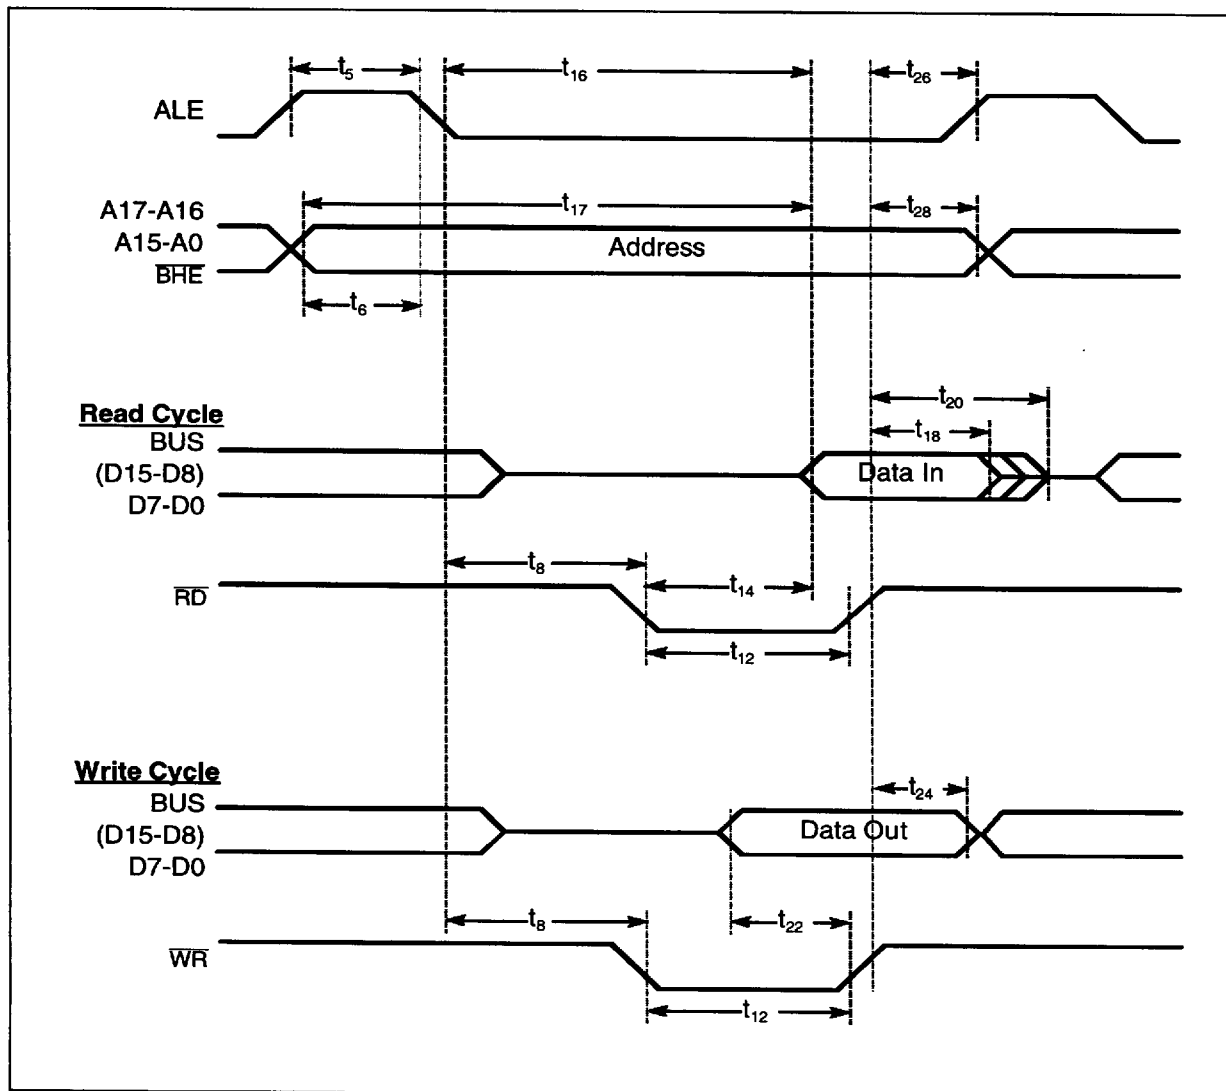 t5
t16
t26
ALE
A17-A16
t17
t28
A15-A0
Address
BHE
t6
t20
Read Cycle
t18
BUS
(D15-D8)
Data In
D7-D0
t8
t14
RD
t12
Write Cycle
t24
BUS
(D15-D8)
Data Out
D7-D0
t8
t22
WR
t12